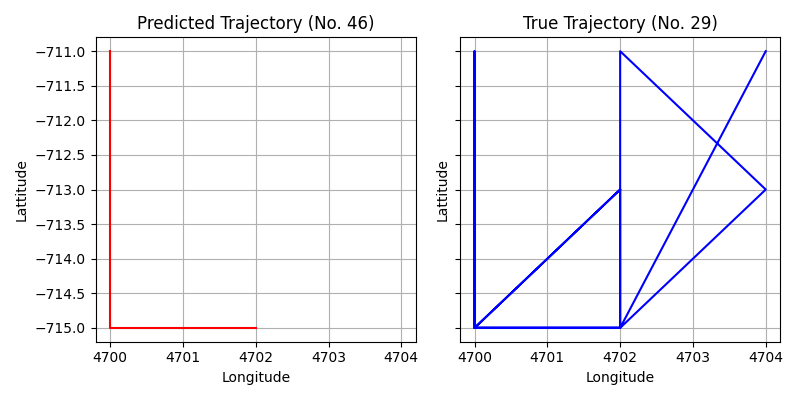 Predicted Trajectory (No. 46)
−711.0
−711.5
−712.0
−712.5
−713.0
−713.5
−714.0
−714.5
−715.0
Lattitude
4700 4701 4702 4703 4704
Longitude
True Trajectory (No. 29)
Lattitude
4700 4701 4702 4703 4704
Longitude